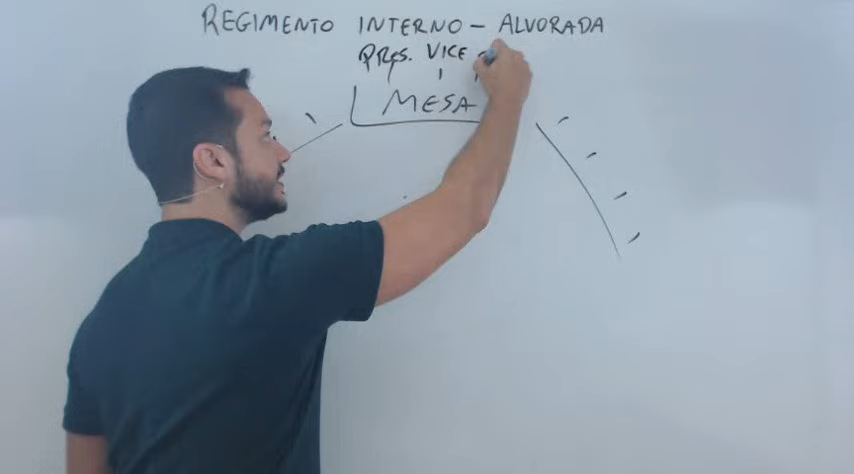 REGIMENTO INTERNO - ALVORADA
PRES. VICE
MESA